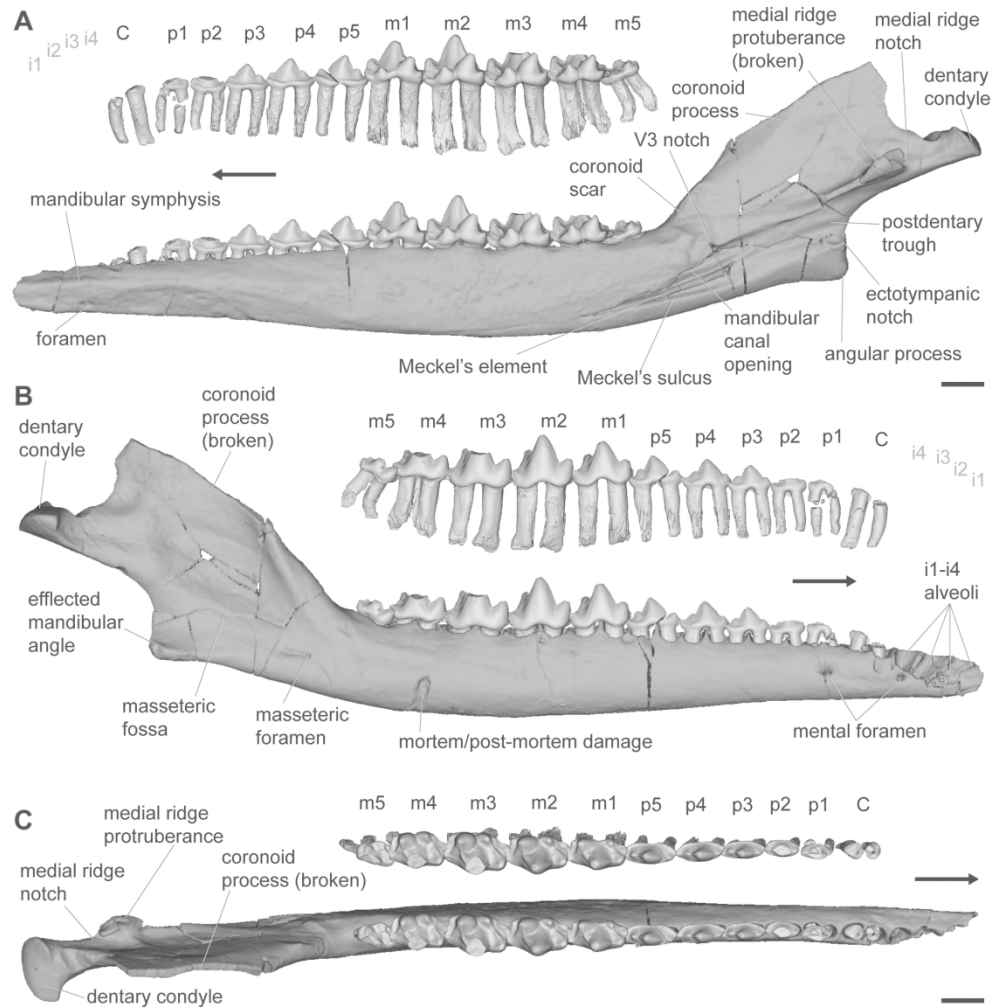 A
i1 i2 i3 i4 C p1 p2 p3 p4 p5 m1 m2 m3 m4 m5
medial ridge
protuberance
(broken)
medial ridge
notch
dentary
condyle
coronoid
process
V3 notch
coronoid
scar
mandibular symphysis
postdentary
trough
foramen
ectotympanic
notch
Meckel's element
mandibular
canal
opening
angular process
Meckel's sulcus
B
coronoid
process
(broken)
dentary
condyle
m5 m4 m3 m2 m1 p5 p4 p3 p2 p1 C i4 i3 i2 i1
i1-i4
alveoli
efflected
mandibular
angle
masseteric
fossa
masseteric
foramen
mortem/post-mortem damage
mental foramen
C
m5 m4 m3 m2 m1 p5 p4 p3 p2 p1 C
medial ridge
protruberance
medial ridge
notch
coronoid
process (broken)
dentary condyle